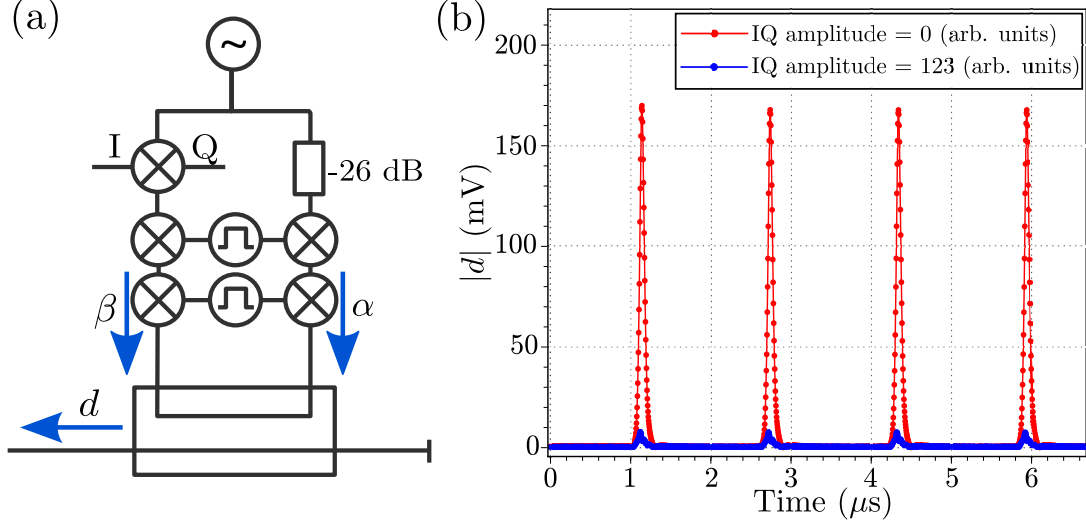 (a)
~
I
Q
-26 dB
β
α
d
(b)
IQ amplitude = 0 (arb. units)
IQ amplitude = 123 (arb. units)
|d| (mV)
200
150
100
50
0
0 1 2 3 4 5 6
Time (μs)